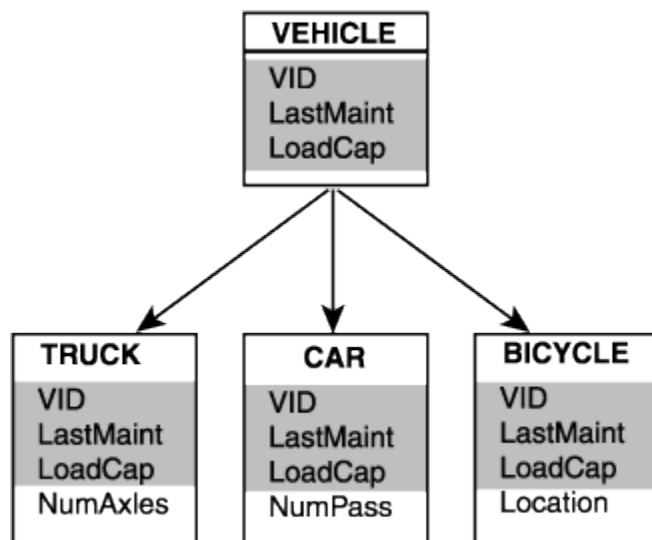 VEHICLE
VID
LastMaint
LoadCap
TRUCK
VID
LastMaint
LoadCap
NumAxles
CAR
VID
LastMaint
LoadCap
NumPass
BICYCLE
VID
LastMaint
LoadCap
Location